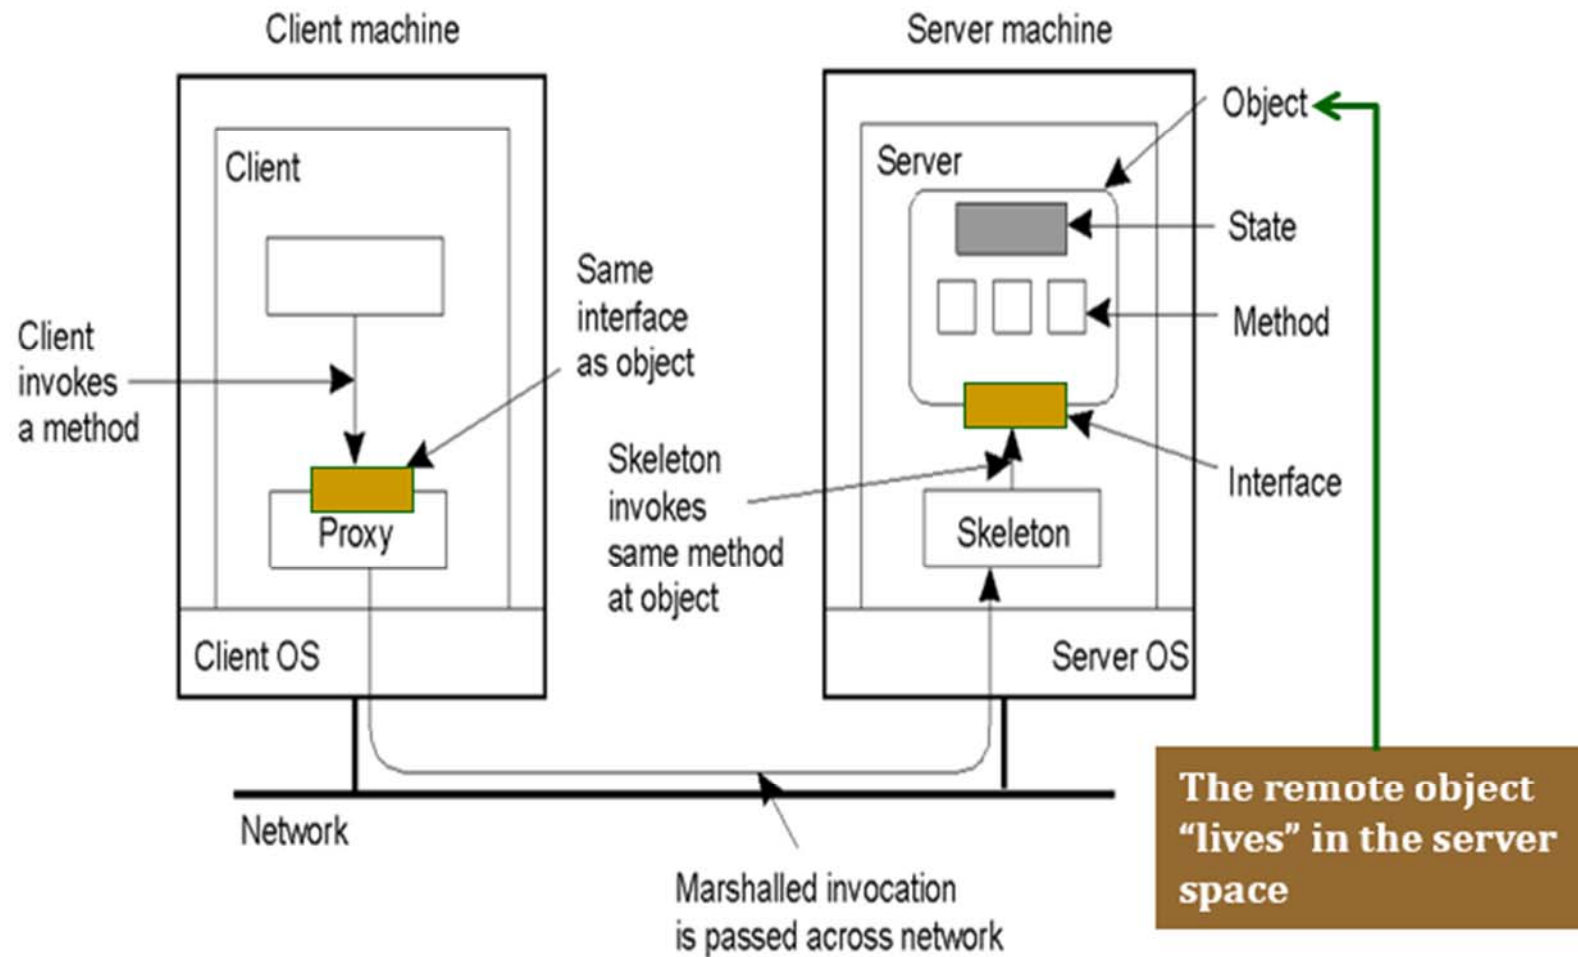 Client machine
Server machine
Object
Client
Server
State
Same
interface
as object
Method
Client
invokes
a method
Skeleton
invokes
same method
at object
Interface
Proxy
Skeleton
Client OS
Server OS
Network
The remote object
“lives” in the server
space
Marshalled invocation
is passed across network